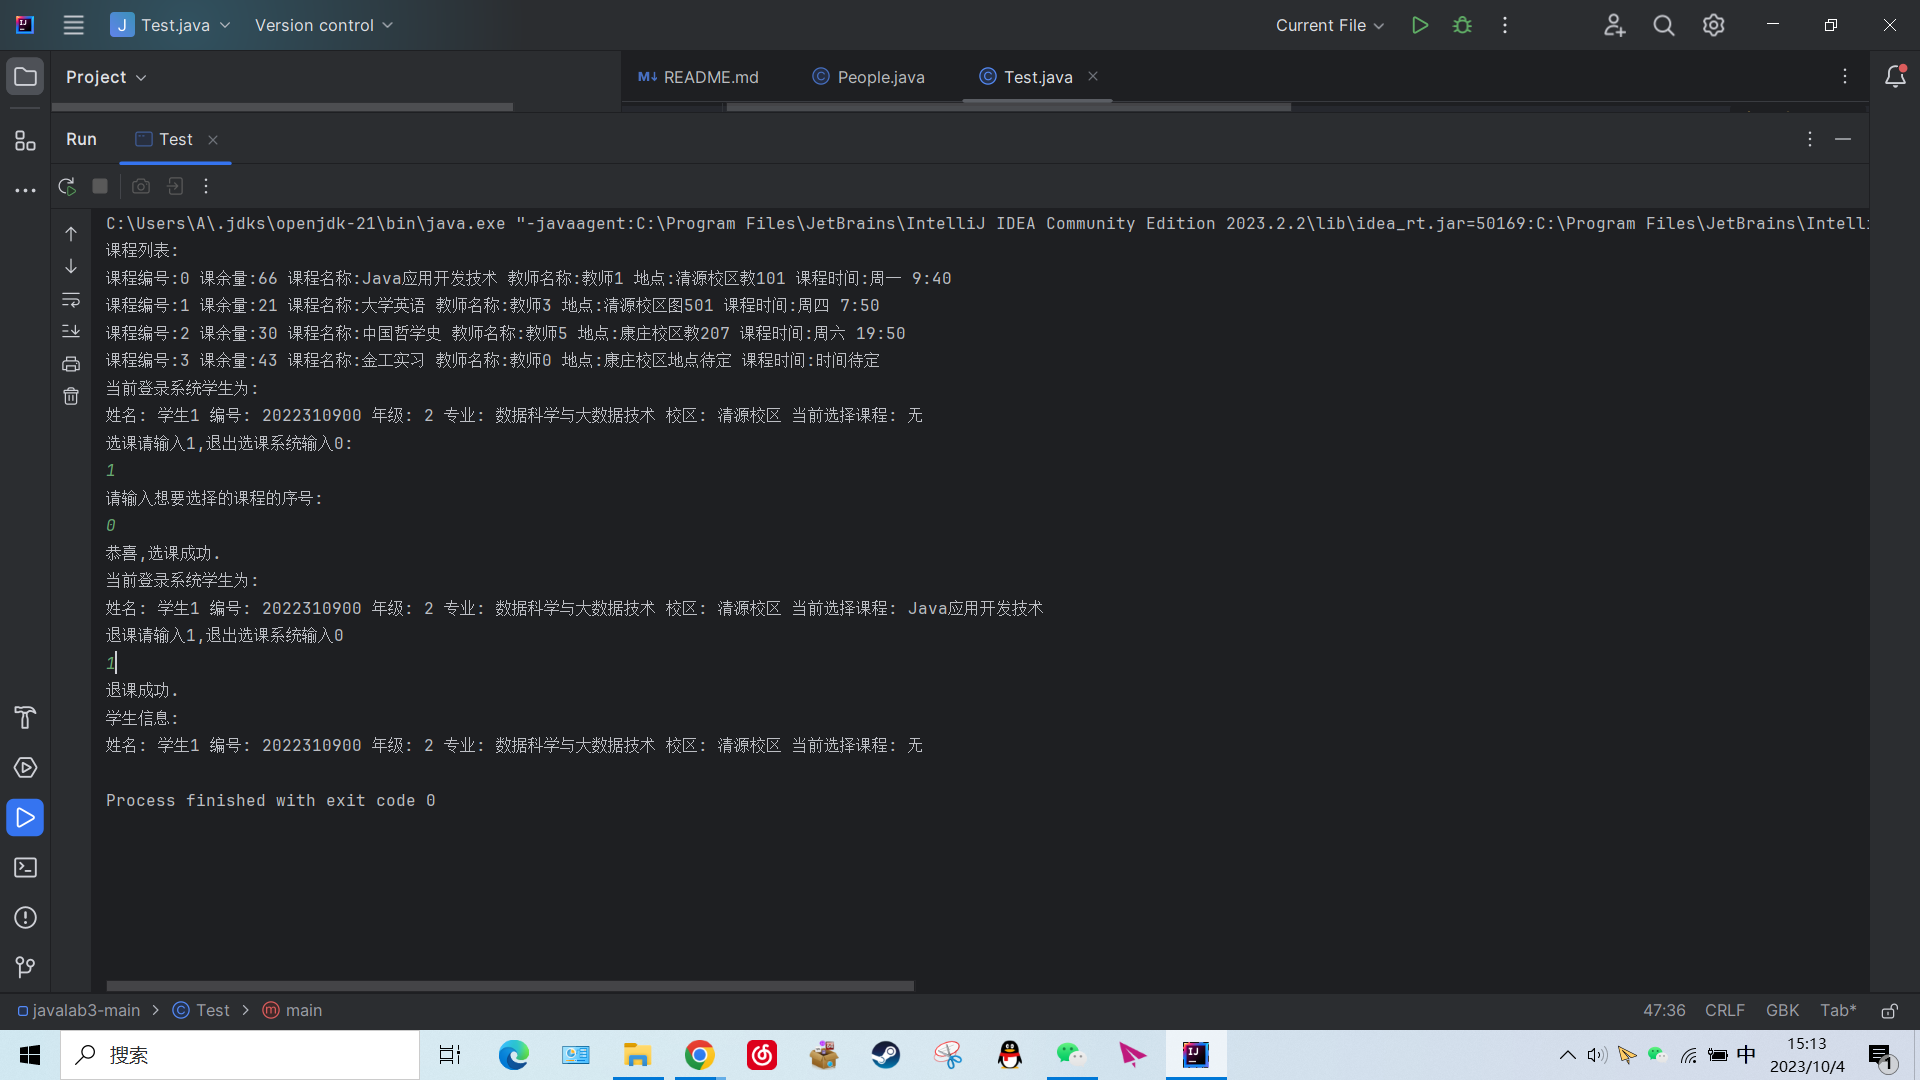 Test.java
Version control
Current File
Project
README.md
People.java
Test.java
Run
Test
C:\Users\A\.jdks\openjdk-21\bin\java.exe "-javaagent:C:\Program Files\JetBrains\IntelliJ IDEA Community Edition 2023.2.2\lib\idea_rt.jar=50169:C:\Program Files\JetBrains\Intelli
课程列表:
课程编号:0 课余量:66 课程名称:Java应用开发技术 教师名称:教师1 地点:清源校区教101 课程时间:周一 9:40
课程编号:1 课余量:21 课程名称:大学英语 教师名称:教师3 地点:清源校区图501 课程时间:周四 7:50
课程编号:2 课余量:30 课程名称:中国哲学史 教师名称:教师5 地点:康庄校区教207 课程时间:周六 19:50
课程编号:3 课余量:43 课程名称:金工实习 教师名称:教师0 地点:康庄校区地点待定 课程时间:时间待定
当前登录系统学生为:
姓名: 学生1 编号: 2022310900 年级: 2 专业: 数据科学与大数据技术 校区: 清源校区 当前选择课程: 无
选课请输入1,退出选课系统输入0:
1
请输入想要选择的课程的序号:
0
恭喜,选课成功.
当前登录系统学生为:
姓名: 学生1 编号: 2022310900 年级: 2 专业: 数据科学与大数据技术 校区: 清源校区 当前选择课程: Java应用开发技术
退课请输入1,退出选课系统输入0
1
退课成功.
学生信息:
姓名: 学生1 编号: 2022310900 年级: 2 专业: 数据科学与大数据技术 校区: 清源校区 当前选择课程: 无
Process finished with exit code 0
javalab3-main
Test
main
47:36
CRLF
GBK
Tab*
搜索
中
15:13
2023/10/4
1